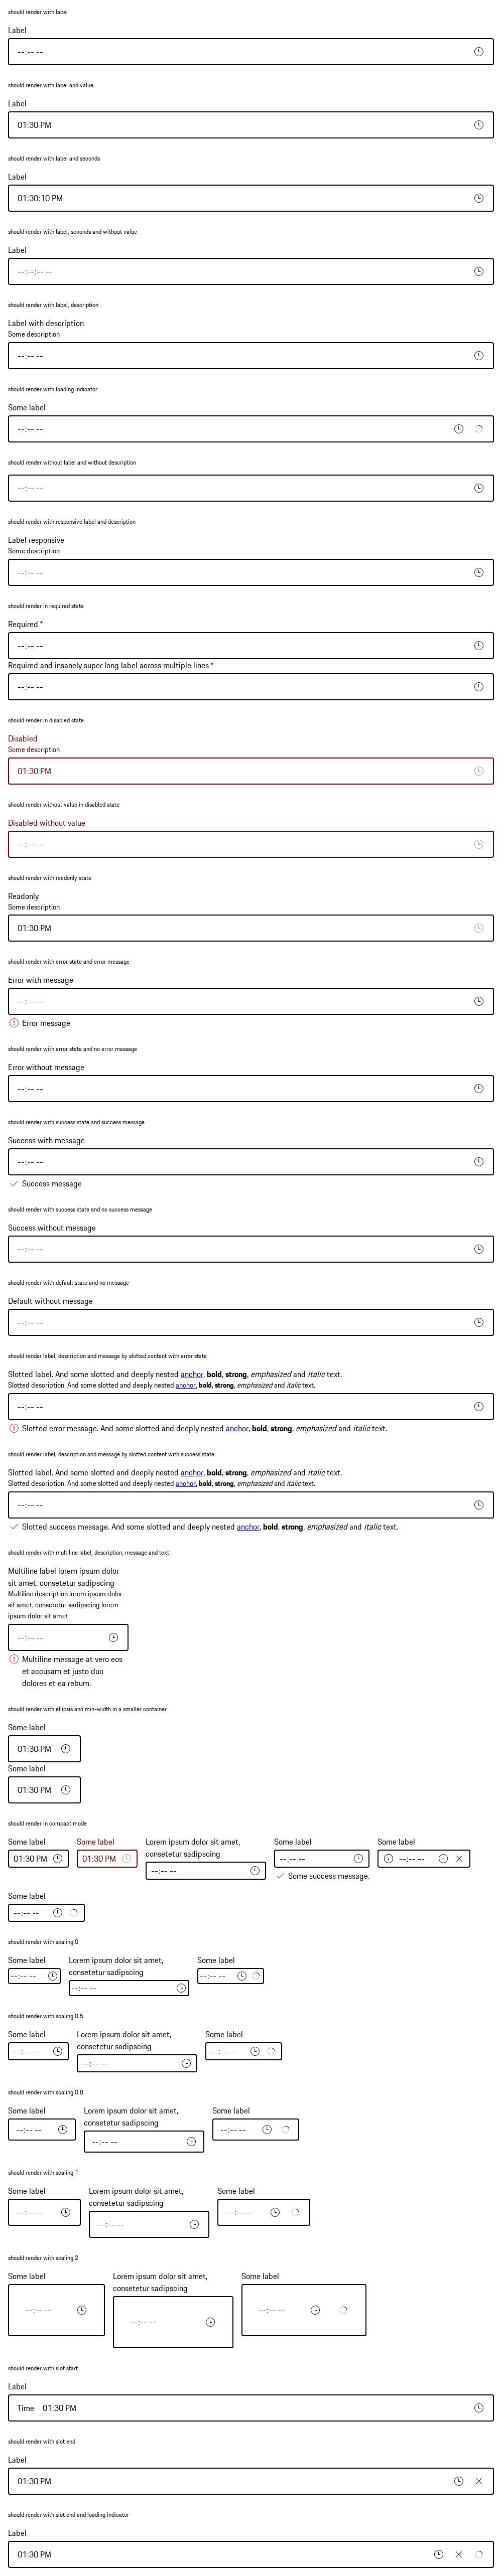 should render with label
Label
--:-- --
should render with label and value
Label
01:30 PM
should render with label and seconds
Label
01:30:10 PM
should render with label, seconds and without value
Label
--:--:-- --
should render with label, description
Label with description
Some description
--:-- --
should render with loading indicator
Some label
--:-- --
should render without label and without description
--:-- --
should render with responsive label and description
Label responsive
Some description
--:-- --
should render in required state
Required *
--:-- --
Required and insanely super long label across multiple lines *
--:-- --
should render in disabled state
Disabled
Some description
01:30 PM
should render without value in disabled state
Disabled without value
--:-- --
should render with readonly state
Readonly
Some description
01:30 PM
should render with error state and error message
Error with message
--:-- --
Error message
should render with error state and no error message
Error without message
--:-- --
should render with success state and success message
Success with message
--:-- --
Success message
should render with success state and no success message
Success without message
--:-- --
should render with default state and no message
Default without message
--:-- --
should render label, description and message by slotted content with error state
Slotted label. And some slotted and deeply nested anchor, bold, strong, emphasized and italic text.
Slotted description. And some slotted and deeply nested anchor, bold, strong, emphasized and italic text.
--:-- --
Slotted error message. And some slotted and deeply nested anchor, bold, strong, emphasized and italic text.
should render label, description and message by slotted content with success state
Slotted label. And some slotted and deeply nested anchor, bold, strong, emphasized and italic text.
Slotted description. And some slotted and deeply nested anchor, bold, strong, emphasized and italic text.
--:-- --
Slotted success message. And some slotted and deeply nested anchor, bold, strong, emphasized and italic text.
should render with multiline label, description, message and text
Multiline label lorem ipsum dolor
sit amet, consetetur sadipscing
Multiline description lorem ipsum dolor
sit amet, consetetur sadipscing lorem
ipsum dolor sit amet
--:-- --
Multiline message at vero eos
et accusam et justo duo
dolores et ea rebum.
should render with ellipsis and min-width in a smaller container
Some label
01:30 PM
Some label
01:30 PM
should render in compact mode
Some label
01:30 PM
Some label
01:30 PM
Lorem ipsum dolor sit amet,
consetetur sadipscing
--:-- --
Some label
--:-- --
Some success message.
Some label
--:-- --
Some label
--:-- --
should render with scaling 0
Some label
--:-- --
Lorem ipsum dolor sit amet,
consetetur sadipscing
--:-- --
Some label
--:-- --
should render with scaling 0.5
Some label
--:-- --
Lorem ipsum dolor sit amet,
consetetur sadipscing
--:-- --
Some label
--:-- --
should render with scaling 0.8
Some label
--:-- --
Lorem ipsum dolor sit amet,
consetetur sadipscing
--:-- --
Some label
--:-- --
should render with scaling 1
Some label
--:-- --
Lorem ipsum dolor sit amet,
consetetur sadipscing
--:-- --
Some label
--:-- --
should render with scaling 2
Some label
--:-- --
Lorem ipsum dolor sit amet,
consetetur sadipscing
--:-- --
Some label
--:-- --
should render with slot start
Label
Time 01:30 PM
should render with slot end
Label
01:30 PM
should render with slot end and loading indicator
Label
01:30 PM